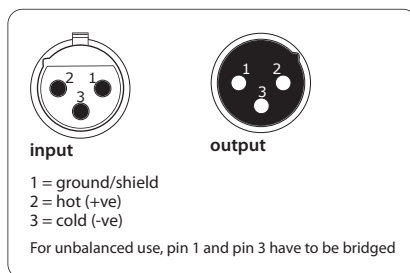 2 1
3
1 2
3
input
output
1 = ground/shield
2 = hot (+ve)
3 = cold (-ve)
For unbalanced use, pin 1 and pin 3 have to be bridged